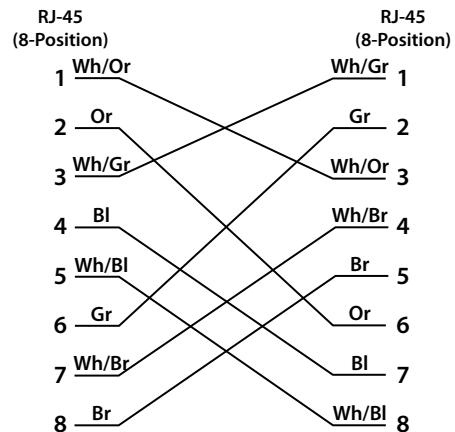 RJ-45 RJ-45
(8-Position) (8-Position)
1 Wh/Or Wh/Gr 1
2 Or Gr 2
3 Wh/Gr Wh/Or 3
4 Bl Wh/Br 4
5 Wh/Bl Br 5
6 Gr Or 6
7 Wh/Br Bl 7
8 Br Wh/Bl 8